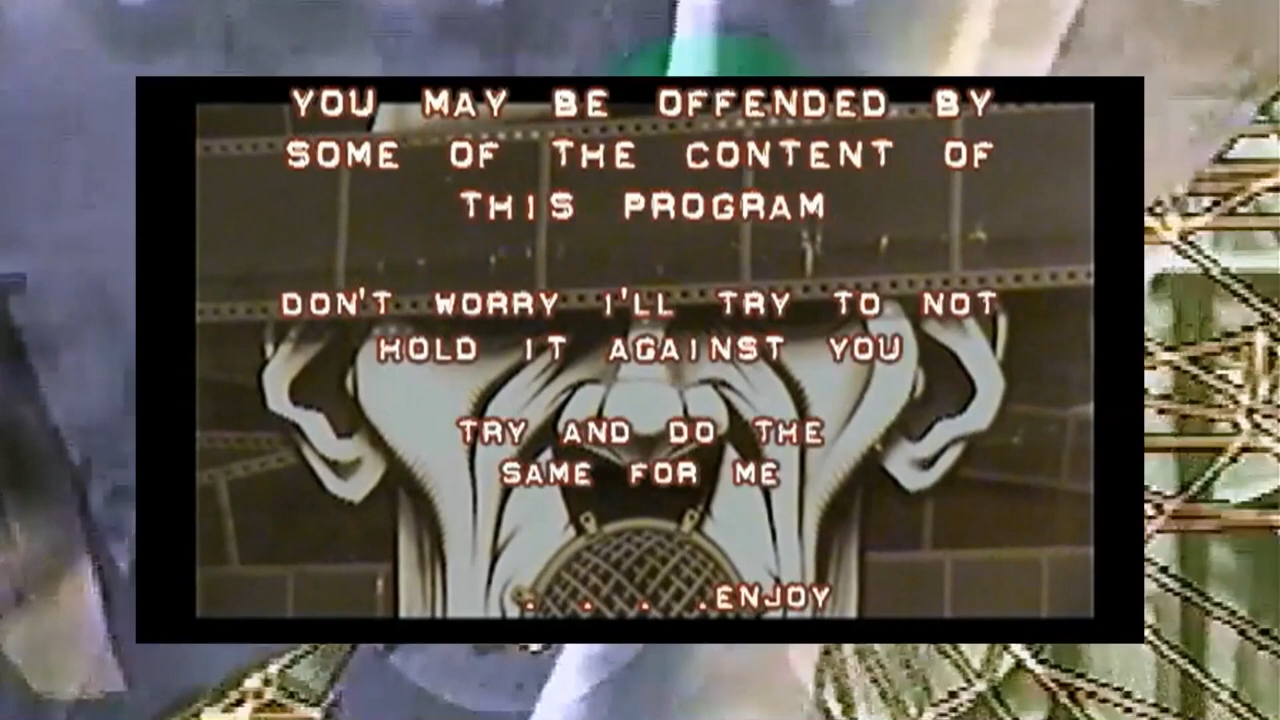 YOU MAY BE OFFENDED BY
SOME OF THE CONTENT OF
THIS PROGRAM
DON'T WORRY I'LL TRY TO NOT
HOLD IT AGAINST YOU
TRY AND DO THE
SAME FOR ME
. . . .ENJOY